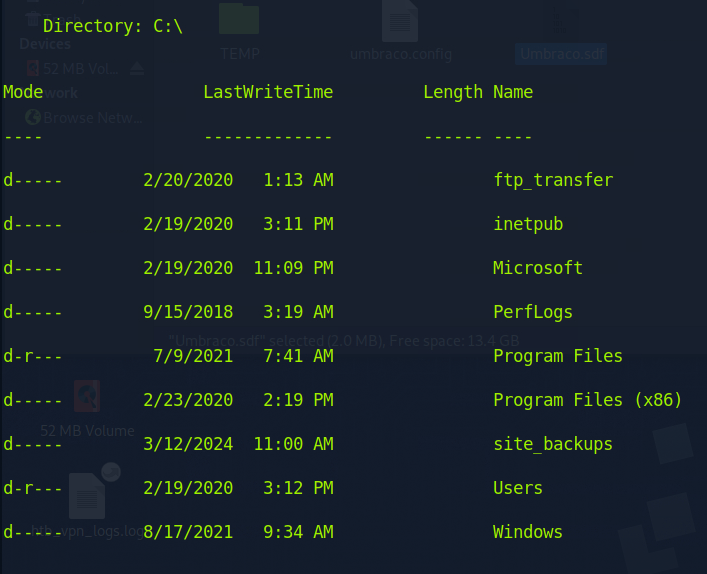 Directory: C:\
Devices
TEMP
umbraco.config
Umbraco.sdf
52 MB Vol...
Mode LastWriteTime Length Name
work
Browse Netw...
---- ------------- ------ ----
d----- 2/20/2020 1:13 AM ftp_transfer
d----- 2/19/2020 3:11 PM inetpub
d----- 2/19/2020 11:09 PM Microsoft
d----- 9/15/2018 3:19 AM PerfLogs
"Umbraco.sdf" selected (2.0 MB), Free space: 13.4 GB
d-r--- 7/9/2021 7:41 AM Program Files
d----- 2/23/2020 2:19 PM Program Files (x86)
52 MB Volume
d----- 3/12/2024 11:00 AM site_backups
d-r--- 2/19/2020 3:12 PM Users
d----- 8/17/2021 9:34 AM Windows
htb_vpn_logs.log